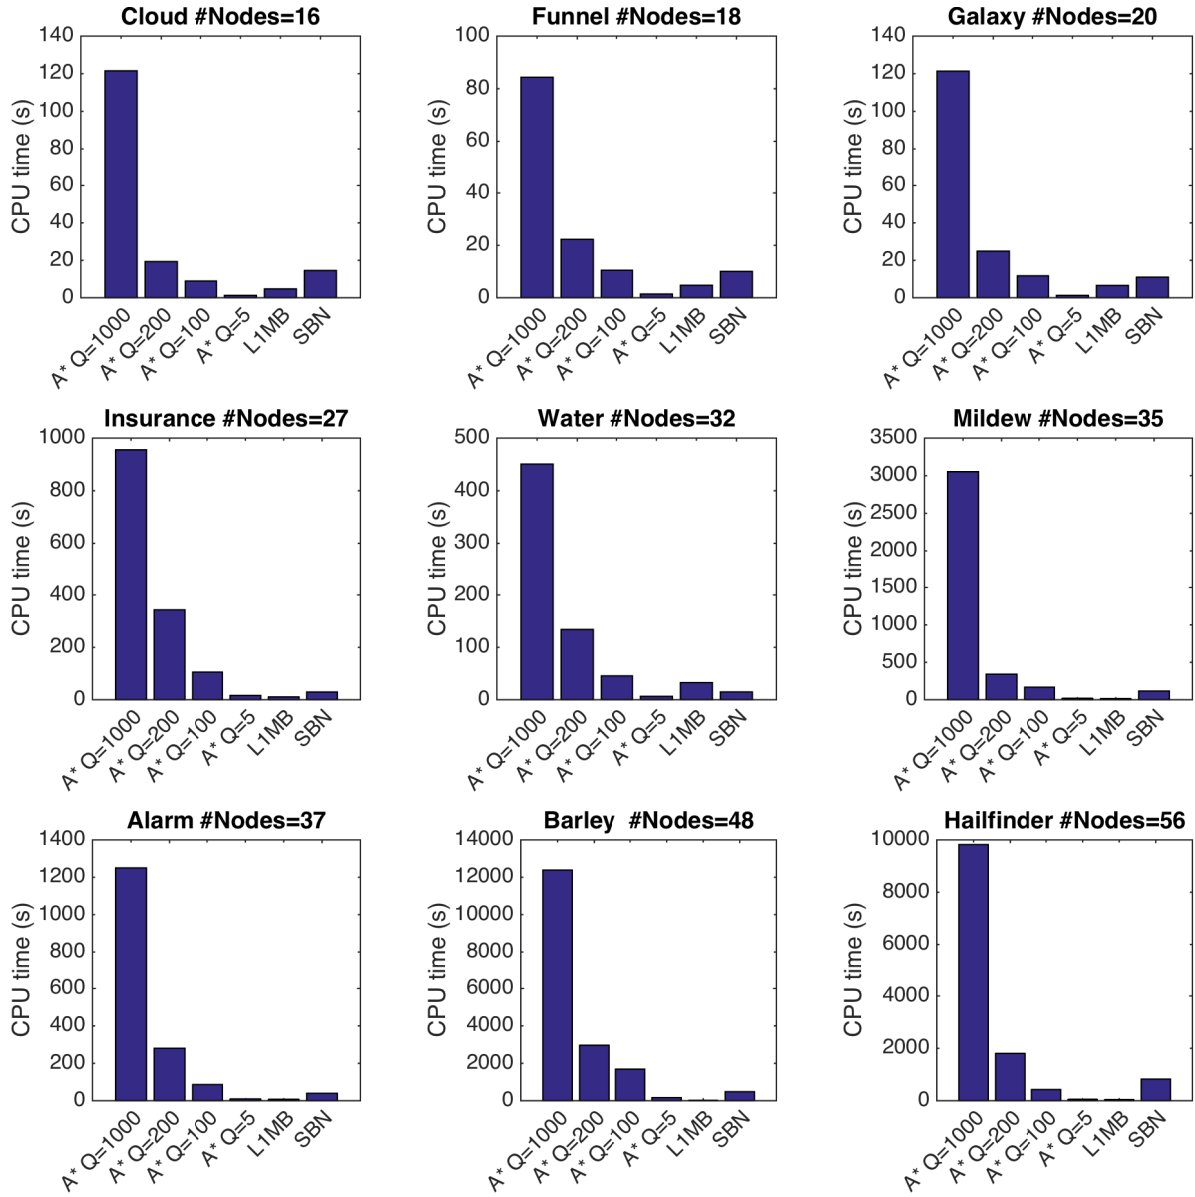 Cloud #Nodes=16
CPU time (s)
140
120
100
80
60
40
20
0
A* Q=1000
A* Q=200
A* Q=100
A* Q=5
L1MB
SBN
Funnel #Nodes=18
CPU time (s)
100
80
60
40
20
0
A* Q=1000
A* Q=200
A* Q=100
A* Q=5
L1MB
SBN
Galaxy #Nodes=20
CPU time (s)
140
120
100
80
60
40
20
0
A* Q=1000
A* Q=200
A* Q=100
A* Q=5
L1MB
SBN
Insurance #Nodes=27
CPU time (s)
1000
800
600
400
200
0
A* Q=1000
A* Q=200
A* Q=100
A* Q=5
L1MB
SBN
Water #Nodes=32
CPU time (s)
500
400
300
200
100
0
A* Q=1000
A* Q=200
A* Q=100
A* Q=5
L1MB
SBN
Mildew #Nodes=35
CPU time (s)
3500
3000
2500
2000
1500
1000
500
0
A* Q=1000
A* Q=200
A* Q=100
A* Q=5
L1MB
SBN
Alarm #Nodes=37
CPU time (s)
1400
1200
1000
800
600
400
200
0
A* Q=1000
A* Q=200
A* Q=100
A* Q=5
L1MB
SBN
Barley #Nodes=48
CPU time (s)
14000
12000
10000
8000
6000
4000
2000
0
A* Q=1000
A* Q=200
A* Q=100
A* Q=5
L1MB
SBN
Hailfinder #Nodes=56
CPU time (s)
10000
8000
6000
4000
2000
0
A* Q=1000
A* Q=200
A* Q=100
A* Q=5
L1MB
SBN